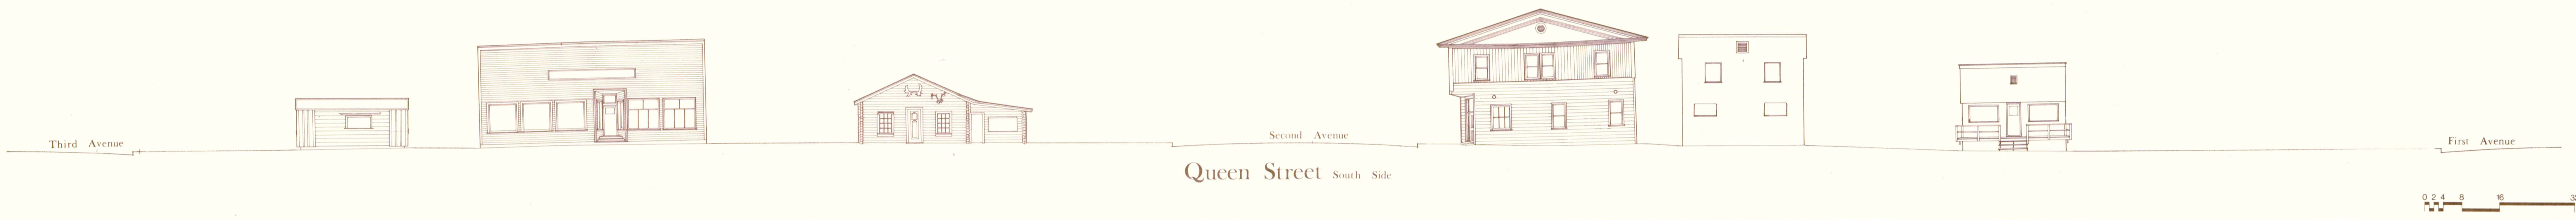 Third Avenue
Second Avenue
First Avenue
Queen Street South Side
0 2 4 8 16